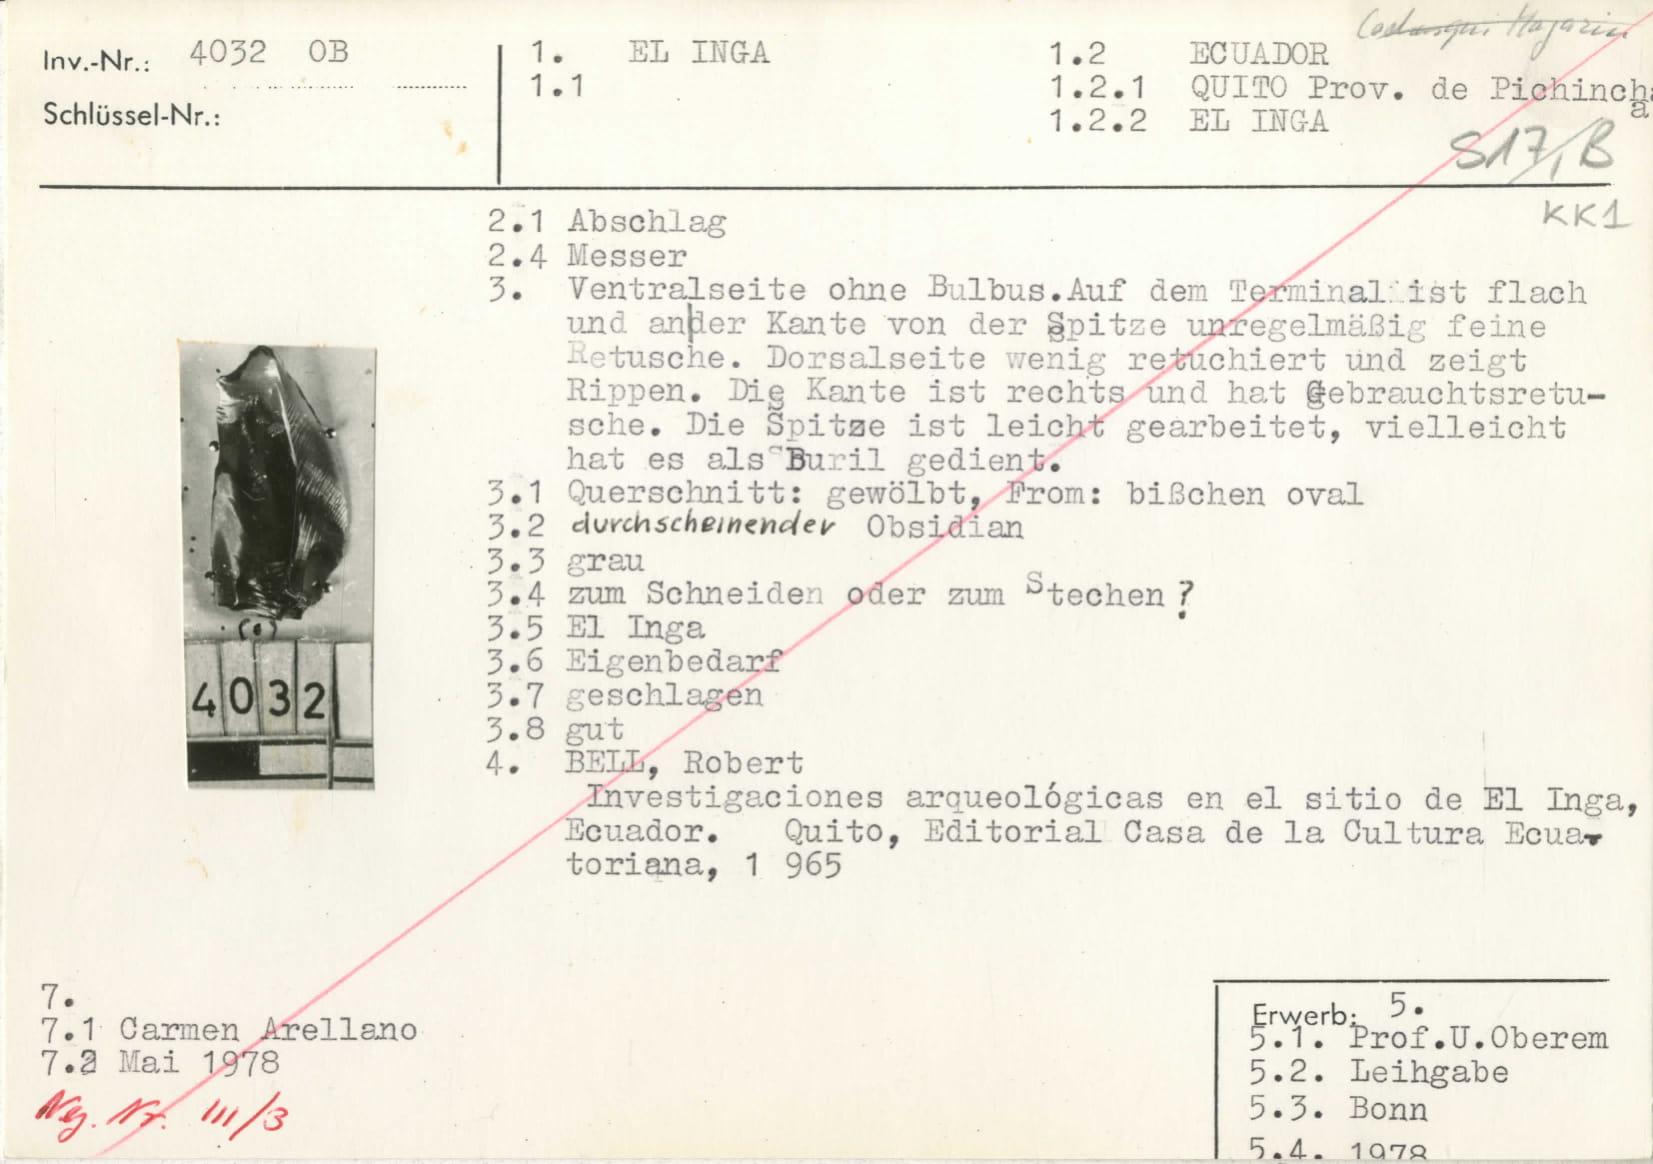 Inv.-Nr.: 4032 OB
Schlüssel-Nr.:
1. EL INGA
1.1
1.2 ECUADOR
1.2.1 QUITO Prov. de Pichincha
1.2.2 EL INGA
S17/B
KK1
2.1 Abschlag
2.4 Messer
3. Ventralseite ohne Bulbus.Auf dem Terminal ist flach
und an der Kante von der Spitze unregelmäßig feine
Retusche. Dorsalseite wenig retuchiert und zeigt
Rippen. Die Kante ist rechts und hat Gebrauchtsretu-
sche. Die Spitze ist leicht gearbeitet, vielleicht
hat es als Buril gedient.
3.1 Querschnitt: gewölbt, From: bißchen oval
3.2 durchscheinender Obsidian
3.3 grau
3.4 zum Schneiden oder zum Stechen?
3.5 El Inga
3.6 Eigenbedarf
3.7 geschlagen
3.8 gut
4. BELL, Robert
Investigaciones arqueológicas en el sitio de El Inga,
Ecuador. Quito, Editorial Casa de la Cultura Ecua-
toriana, 1 965
4032
7.
7.1 Carmen Arellano
7.2 Mai 1978
Neg. Nr. III/3
Erwerb: 5.
5.1. Prof.U.Oberem
5.2. Leihgabe
5.3. Bonn
5.4. 1978